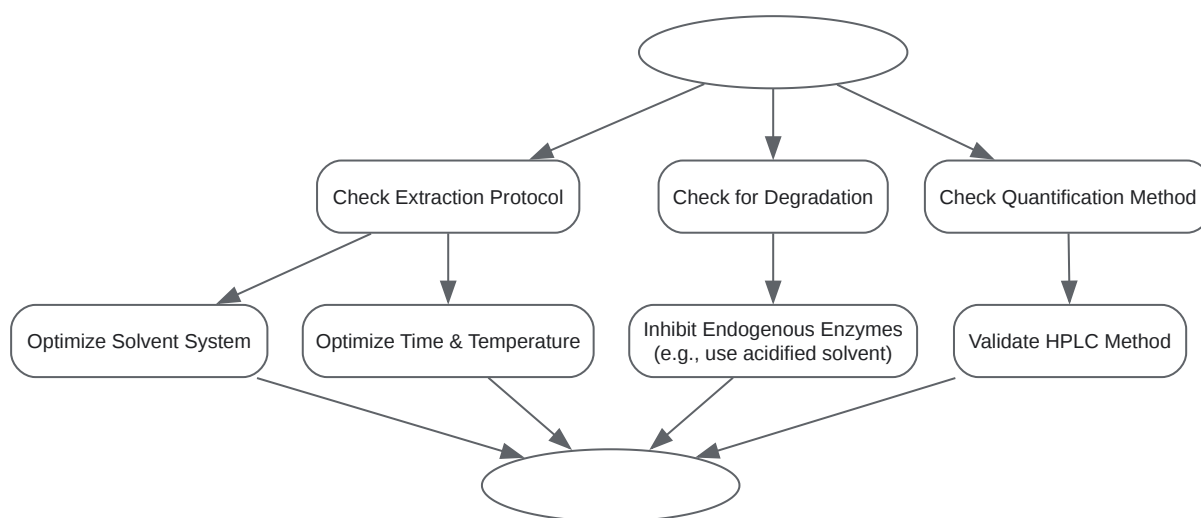 Check Extraction Protocol
Check for Degradation
Check Quantification Method
Optimize Solvent System
Optimize Time & Temperature
Inhibit Endogenous Enzymes
(e.g., use acidified solvent)
Validate HPLC Method